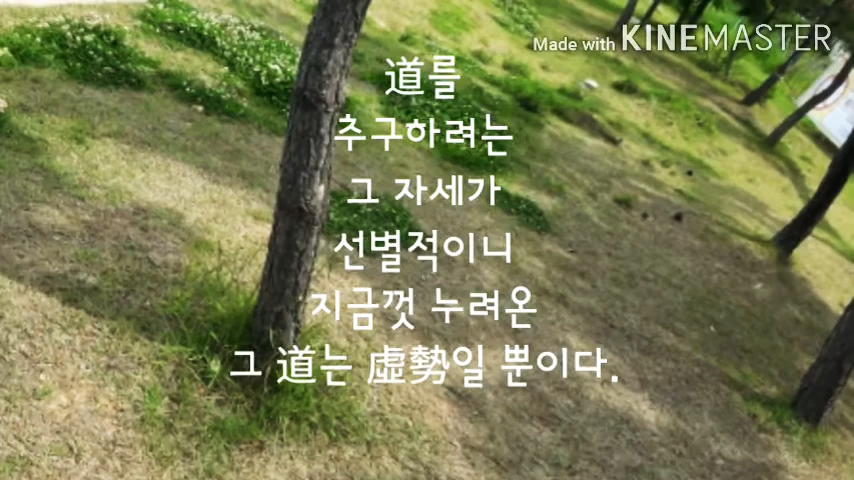 Made with KINEMASTER
道를
추구하려는
그 자세가
선별적이니
지금껏 누려온
그 道는 虛勢일 뿐이다.